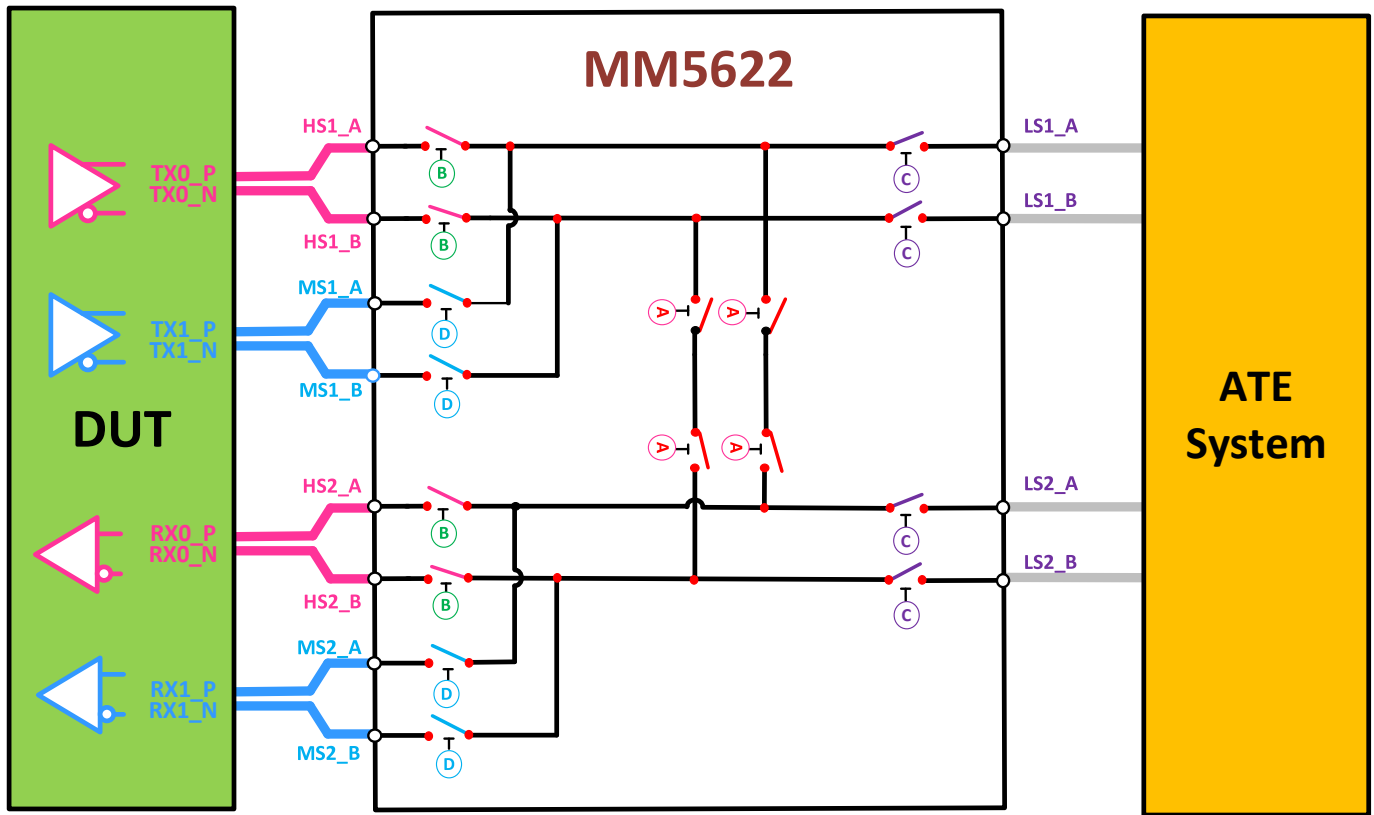 MM5622
HS1_A
LS1_A
B
C
TX0_P
TX0_N
LS1_B
HS1_B
B
C
MS1_A
A
A
D
TX1_P
TX1_N
MS1_B
D
DUT
ATE
System
A
A
HS2_A
LS2_A
B
C
RX0_P
RX0_N
LS2_B
HS2_B
B
C
MS2_A
D
RX1_P
RX1_N
MS2_B
D